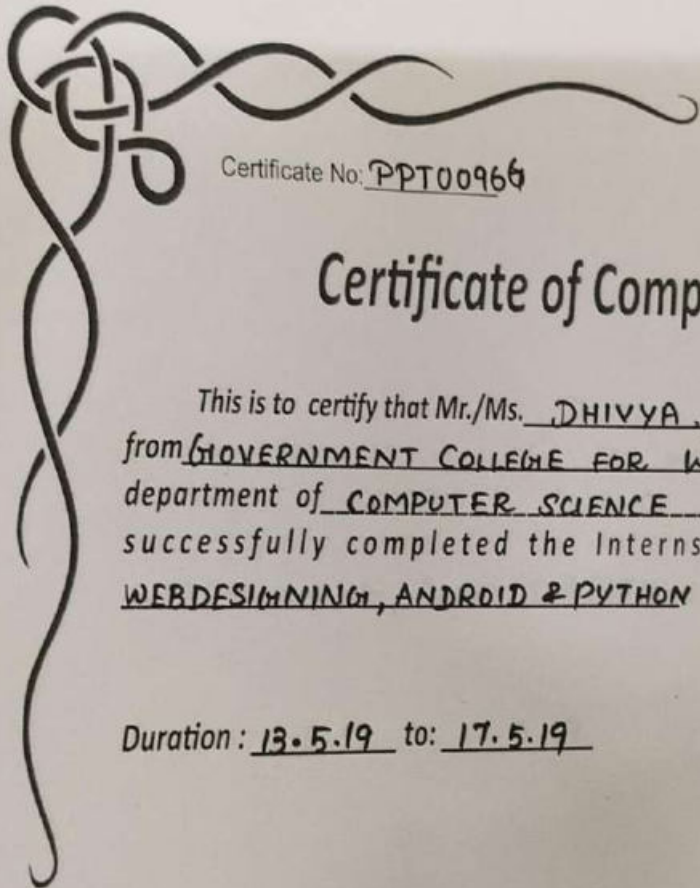 Certificate No: PPT00966
Certificate of Comp
This is to certify that Mr./Ms. DHIVYA.
from GOVERNMENT COLLEGE FOR W
department of COMPUTER SCIENCE
successfully completed the Interns
WEBDESIGNING, ANDROID & PYTHON
Duration : 13.5.19 to: 17.5.19